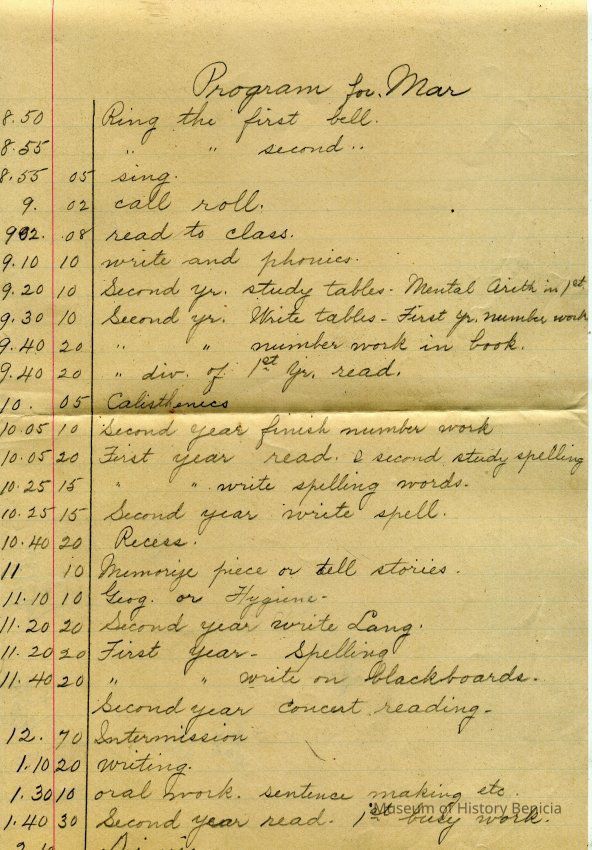 Program for Mar
8.50 Ring the first bell.
8.55 " " second "
8.55 05 sing.
9. 02 call roll.
902. .08 read to class.
9.10 10 write and phonics.
9.20 10 Second yr. study tables. Mental Arith in 1st
9.30 10 Second yr. Write tables - First yr. number work
9.40 20 " " number work in book.
9.40 20 " div. of 1st Yr. read.
10. 05 Calisthenics
10.05 10 Second year finish number work
10.05 20 First year read. & second study spelling
10.25 15 " " write spelling words.
10.25 15 Second year write spell.
10.40 20 Recess.
11 10 Memorize piece or tell stories.
11.10 10 Geog. or Hygiene -
11.20 20 Second year write Lang.
11.20 20 First Year - Spelling
11.40 20 " " write on blackboards.
Second year concert reading -
12. 70 Intermission
1.10 20 writing.
1.30 10 oral work. sentence making etc
1.40 30 Second year read. 1st busy work.
Museum of History Benicia